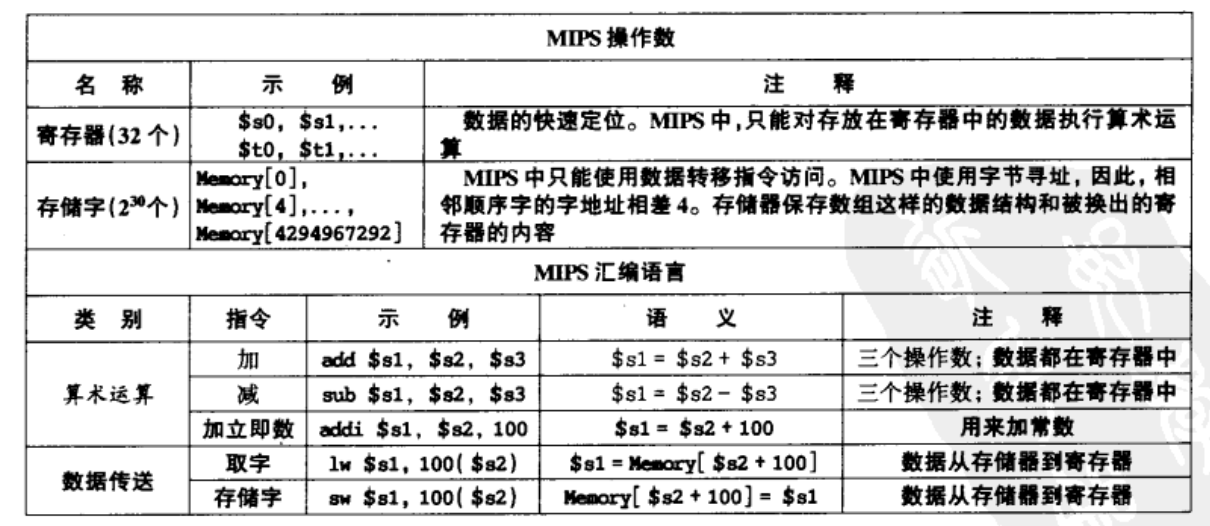 MIPS 操作数
名 称 示 例 注 释
寄存器(32 个) $s0, $s1,... $t0, $t1,... 数据的快速定位。MIPS 中,只能对存放在寄存器中的数据执行算术运算
存储字(2³⁰个) Memory[0], Memory[4],..., Memory[4294967292] MIPS 中只能使用数据转移指令访问。MIPS 中使用字节寻址, 因此, 相邻顺序字的字地址相差 4。存储器保存数组这样的数据结构和被换出的寄存器的内容
MIPS 汇编语言
类 别 指令 示 例 语 义 注 释
算术运算 加 add $s1, $s2, $s3 $s1 = $s2 + $s3 三个操作数; 数据都在寄存器中
减 sub $s1, $s2, $s3 $s1 = $s2 − $s3 三个操作数; 数据都在寄存器中
加立即数 addi $s1, $s2, 100 $s1 = $s2 + 100 用来加常数
数据传送 取字 lw $s1, 100( $s2) $s1 = Memory[ $s2 + 100] 数据从存储器到寄存器
存储字 sw $s1, 100( $s2) Memory[ $s2 + 100] = $s1 数据从存储器到寄存器